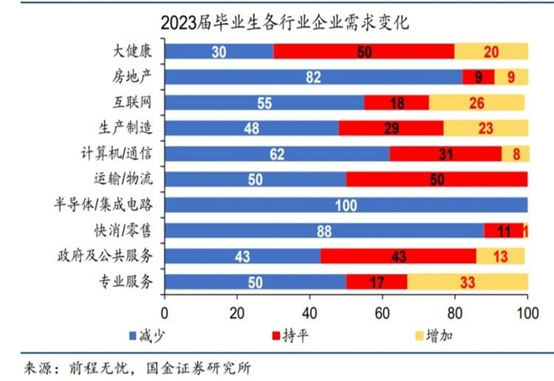 2023届毕业生各行业企业需求变化
大健康 30 50 20
房地产 82 9 9
互联网 55 18 26
生产制造 48 29 23
计算机/通信 62 31 8
运输/物流 50 50
半导体/集成电路 100
快消/零售 88 11 1
政府及公共服务 43 43 13
专业服务 50 17 33
0 20 40 60 80 100
减少 持平 增加
来源：前程无忧，国金证券研究所